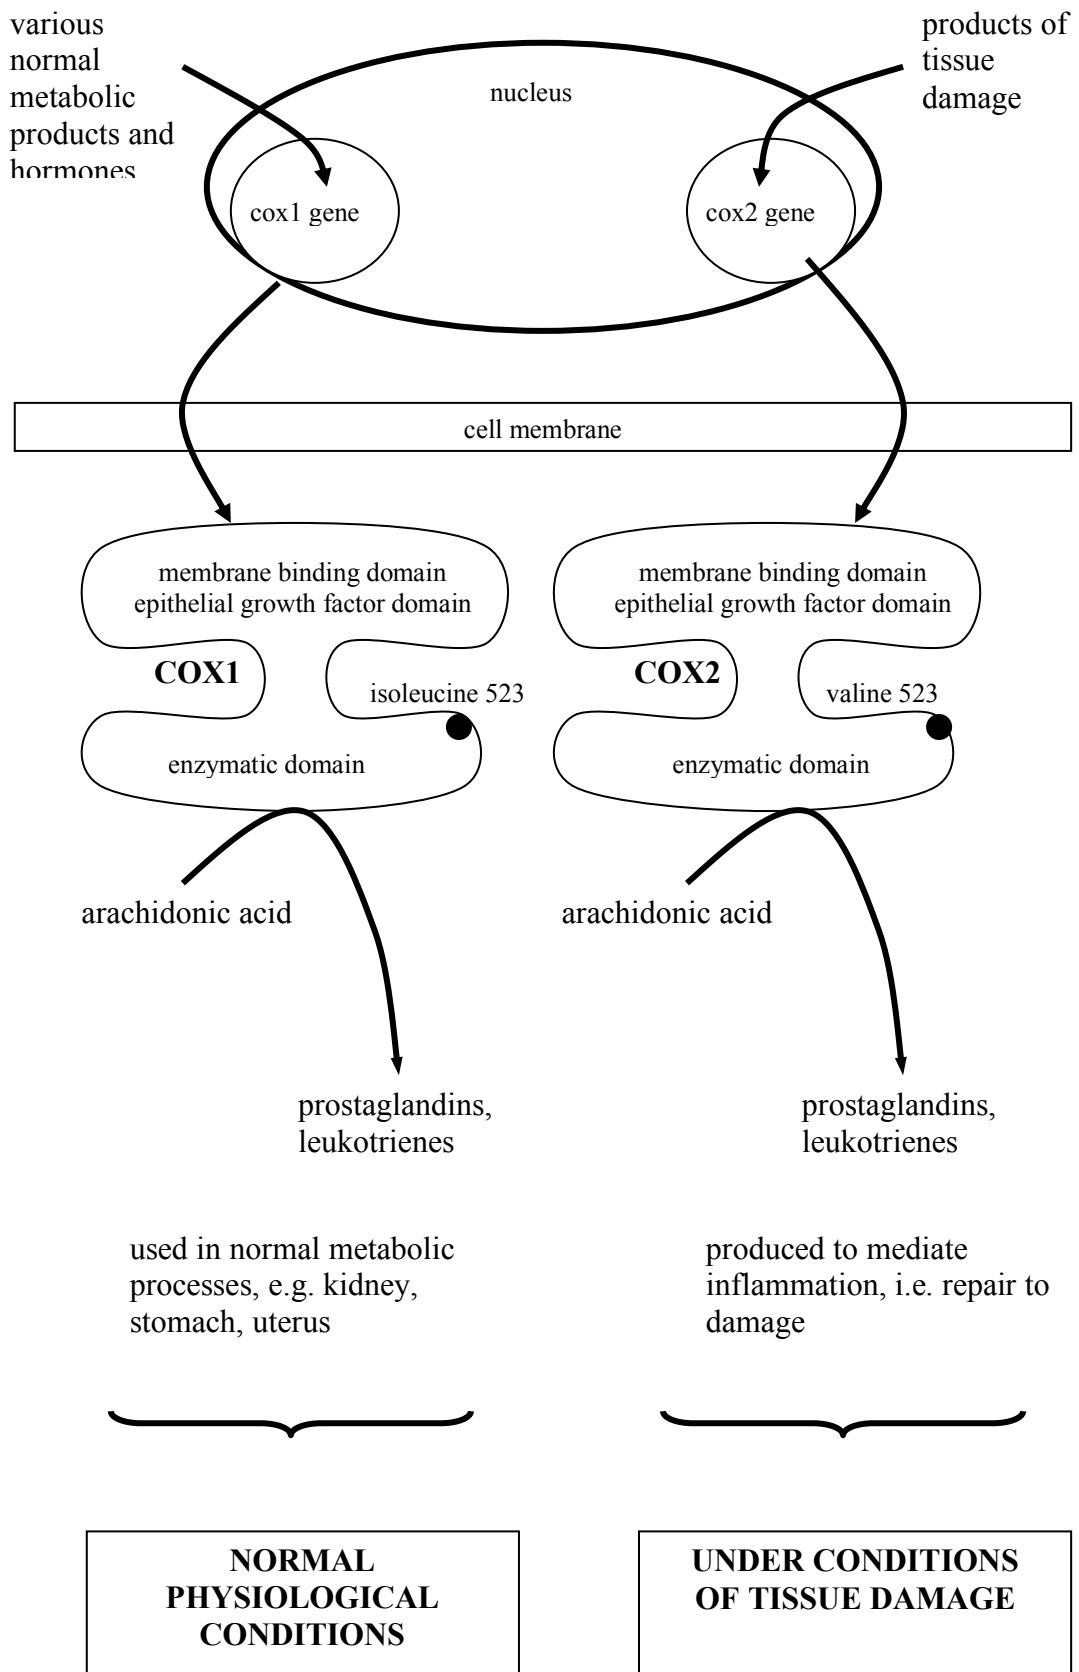 various
normal
metabolic
products and
hormones
products of
tissue
damage
nucleus
cox1 gene
cox2 gene
cell membrane
membrane binding domain
epithelial growth factor domain
COX1
isoleucine 523
enzymatic domain
membrane binding domain
epithelial growth factor domain
COX2
valine 523
enzymatic domain
arachidonic acid
arachidonic acid
prostaglandins,
leukotrienes
prostaglandins,
leukotrienes
used in normal metabolic
processes, e.g. kidney,
stomach, uterus
produced to mediate
inflammation, i.e. repair to
damage
NORMAL
PHYSIOLOGICAL
CONDITIONS
UNDER CONDITIONS
OF TISSUE DAMAGE